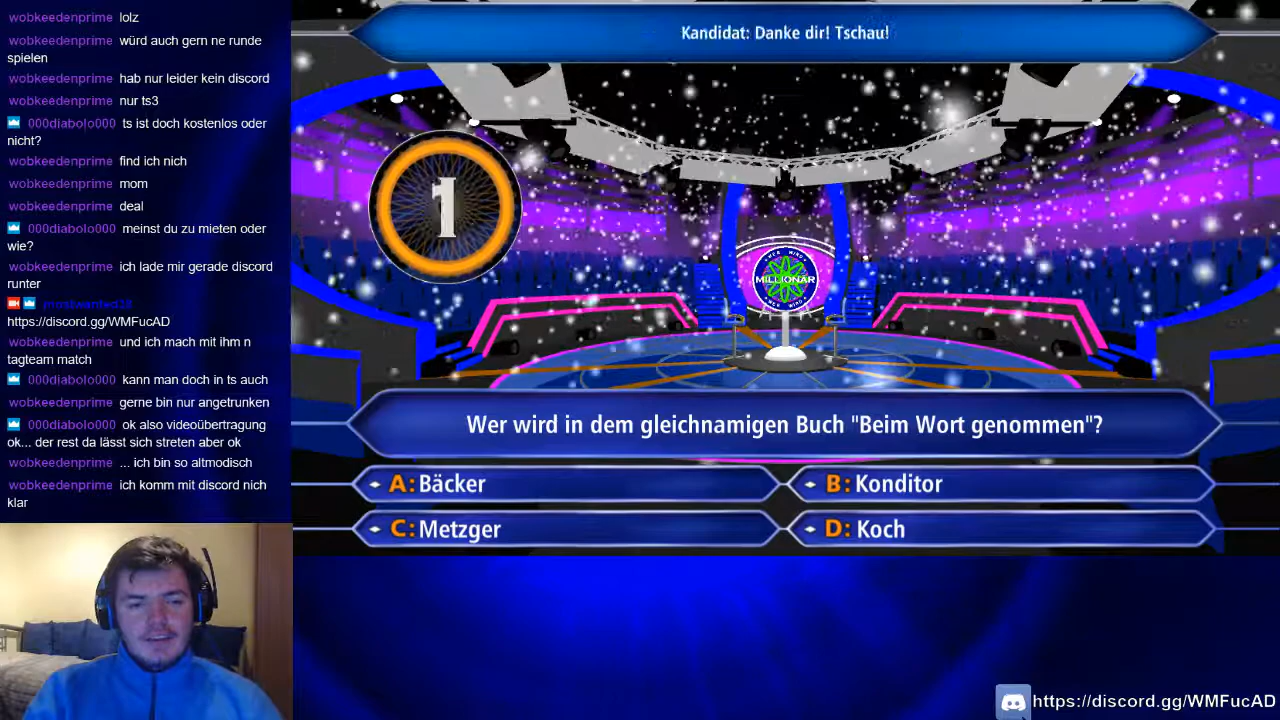 wobkeedenprime lolz
wobkeedenprime würd auch gern ne runde
spielen
wobkeedenprime hab nur leider kein discord
wobkeedenprime nur ts3
000diabolo000 ts ist doch kostenlos oder
nicht?
wobkeedenprime find ich nich
wobkeedenprime mom
wobkeedenprime deal
000diabolo000 meinst du zu mieten oder
wie?
wobkeedenprime ich lade mir gerade discord
runter
https://discord.gg/WMFucAD
wobkeedenprime und ich mach mit ihm n
tagteam match
000diabolo000 kann man doch in ts auch
wobkeedenprime gerne bin nur angetrunken
000diabolo000 ok also videoübertragung
ok... der rest da lässt sich streten aber ok
wobkeedenprime ... ich bin so altmodisch
wobkeedenprime ich komm mit discord nich
klar
Kandidat: Danke dir! Tschau!
1
WER WIRD
MILLIONÄR
WER WIRD
Wer wird in dem gleichnamigen Buch "Beim Wort genommen"?
A: Bäcker
B: Konditor
C: Metzger
D: Koch
https://discord.gg/WMFucAD